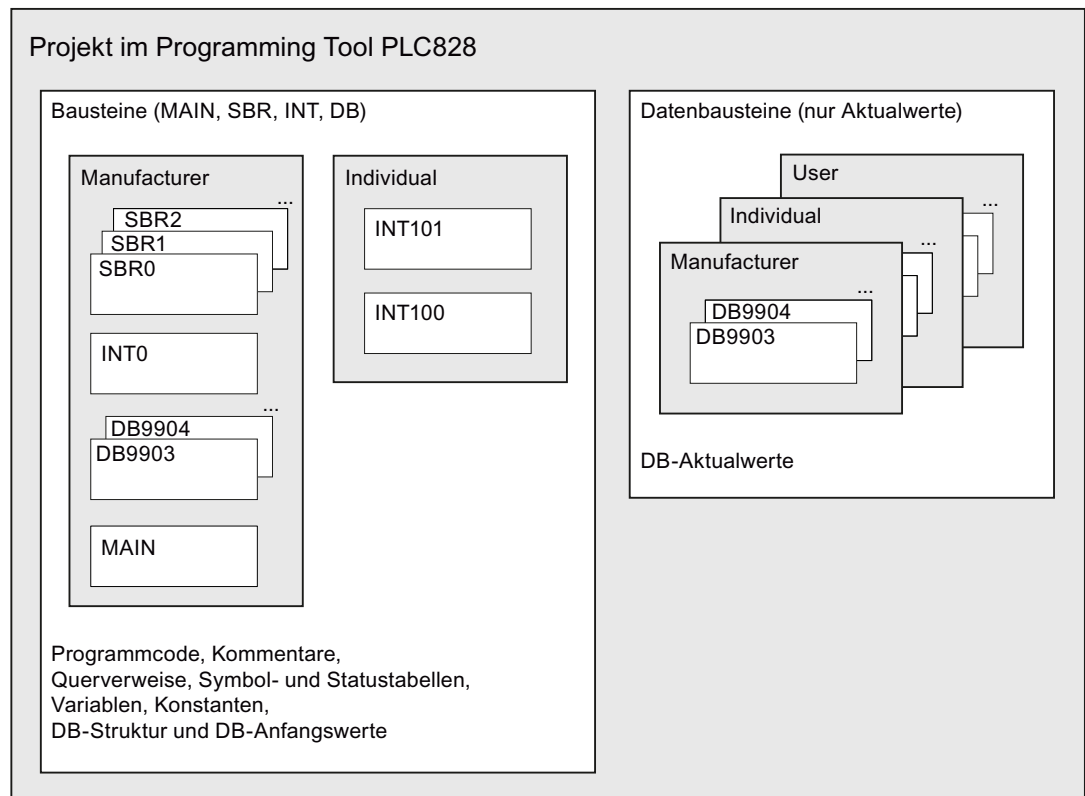 Projekt im Programming Tool PLC828
Bausteine (MAIN, SBR, INT, DB)
Manufacturer
...
SBR2
SBR1
SBR0
INT0
...
DB9904
DB9903
MAIN
Individual
INT101
INT100
Programmcode, Kommentare,
Querverweise, Symbol- und Statustabellen,
Variablen, Konstanten,
DB-Struktur und DB-Anfangswerte
Datenbausteine (nur Aktualwerte)
User
...
Individual
...
Manufacturer
...
DB9904
DB9903
DB-Aktualwerte